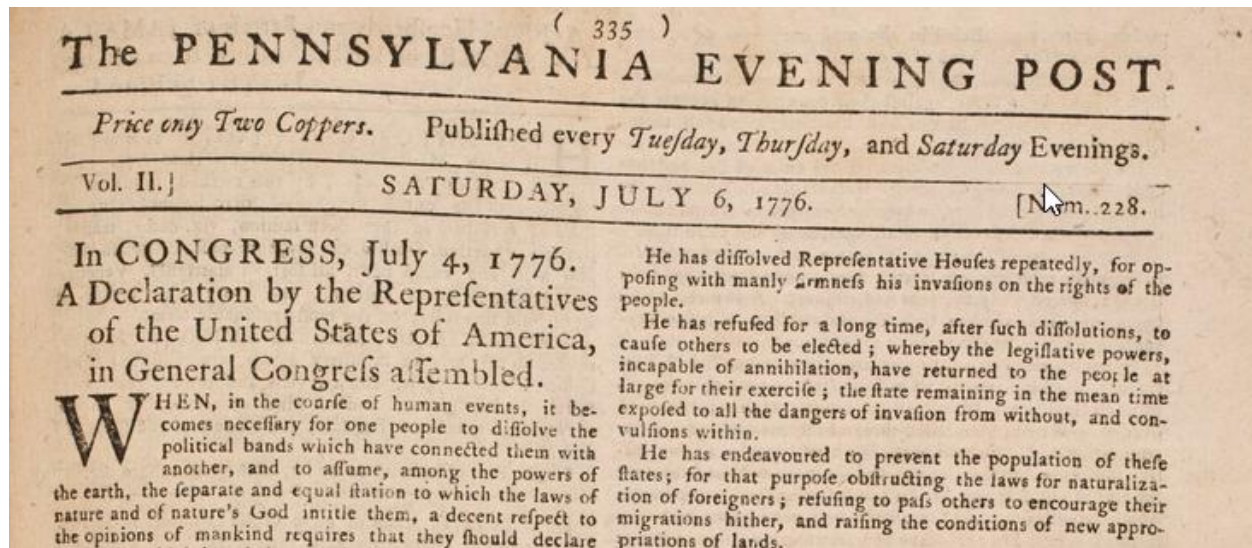 ( 335 )
The PENNSYLVANIA EVENING POST.
Price only Two Coppers. Publiſhed every Tueſday, Thurſday, and Saturday Evenings.
Vol. II.]
SATURDAY, JULY 6, 1776.
[Num. 228.
In CONGRESS, July 4, 1776.
A Declaration by the Repreſentatives
of the United States of America,
in General Congreſs aſſembled.
WHEN, in the courſe of human events, it be-
comes neceſſary for one people to diſſolve the
political bands which have connected them with
another, and to aſſume, among the powers of
the earth, the ſeparate and equal ſtation to which the laws of
nature and of nature's God intitle them, a decent reſpect to
the opinions of mankind requires that they ſhould declare
He has diſſolved Repreſentative Houſes repeatedly, for op-
poſing with manly firmneſs his invaſions on the rights of the
people.
He has refuſed for a long time, after ſuch diſſolutions, to
cauſe others to be elected ; whereby the legiſlative powers,
incapable of annihilation, have returned to the people at
large for their exerciſe ; the ſtate remaining in the mean time
expoſed to all the dangers of invaſion from without, and con-
vulſions within.
He has endeavoured to prevent the population of theſe
ſtates; for that purpoſe obſtructing the laws for naturaliza-
tion of foreigners ; refuſing to paſs others to encourage their
migrations hither, and raiſing the conditions of new appro-
priations of lands.